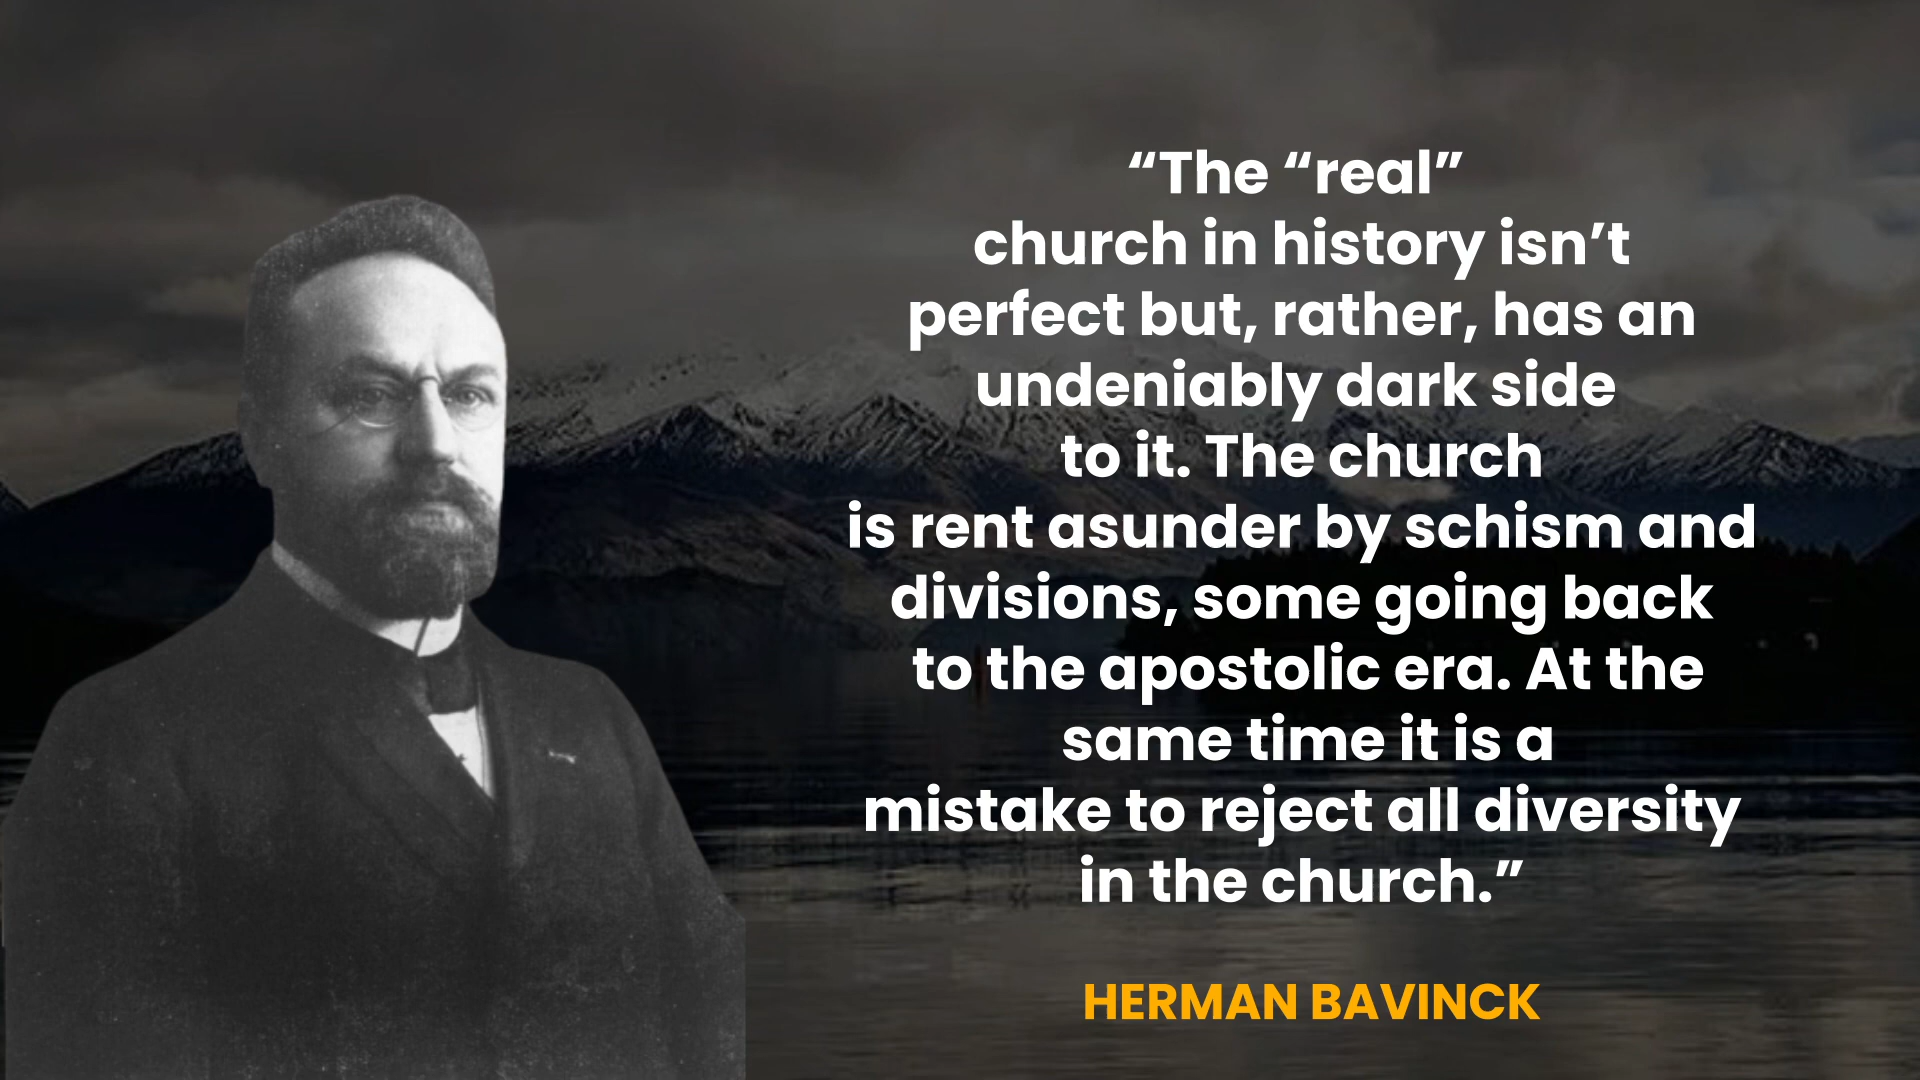 “The “real”
church in history isn’t
perfect but, rather, has an
undeniably dark side
to it. The church
is rent asunder by schism and
divisions, some going back
to the apostolic era. At the
same time it is a
mistake to reject all diversity
in the church.”
HERMAN BAVINCK